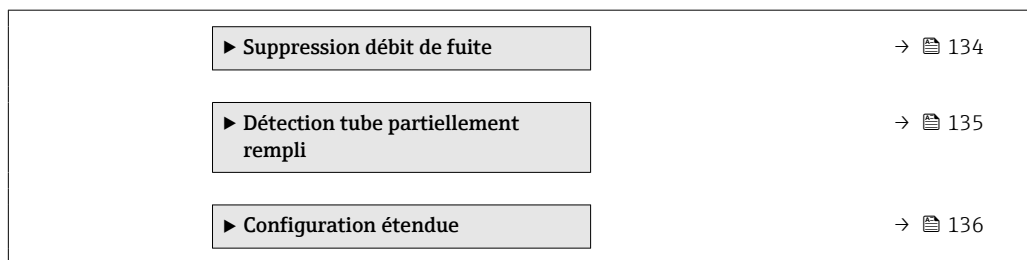 ▶ Suppression débit de fuite → 134
▶ Détection tube partiellement → 135
rempli
▶ Configuration étendue → 136